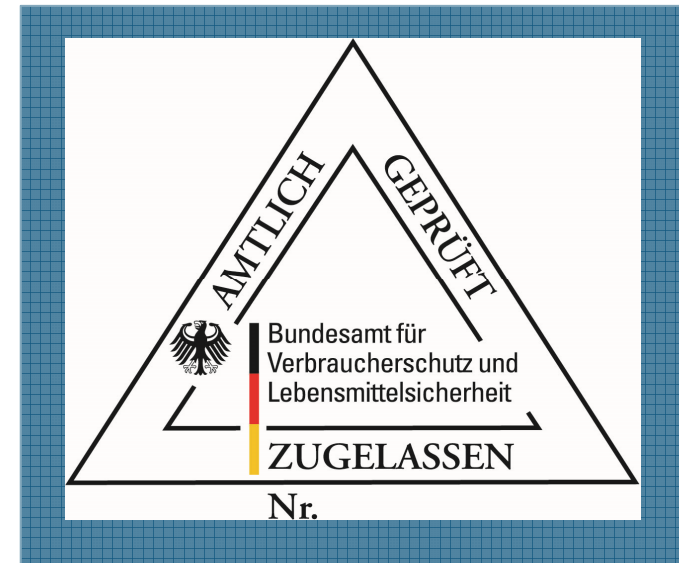 AMTLICH
GEPRÜFT
Bundesamt für
Verbraucherschutz und
Lebensmittelsicherheit
ZUGELASSEN
Nr.